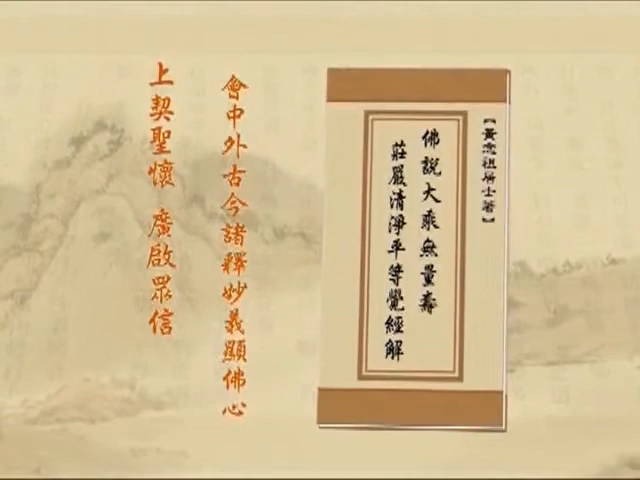 【黃念祖居士著】
佛說大乘無量壽
莊嚴清淨平等覺經解
會中外古今諸釋妙義顯佛心
上契聖懷 廣啟眾信